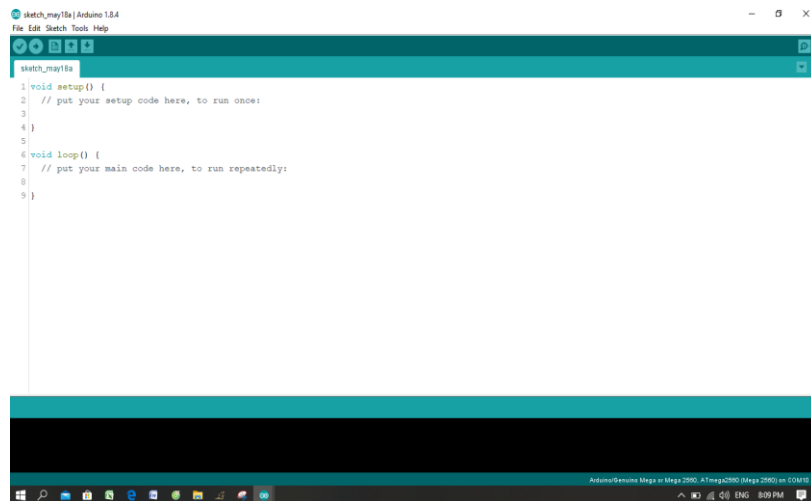 sketch_may18a | Arduino 1.8.4
File Edit Sketch Tools Help
sketch_may18a
1 void setup() {
2 // put your setup code here, to run once:
3
4 }
5
6 void loop() {
7 // put your main code here, to run repeatedly:
8
9 }
Arduino/Genuino Mega or Mega 2560, ATmega2560 (Mega 2560) on
ENG 8:09 PM